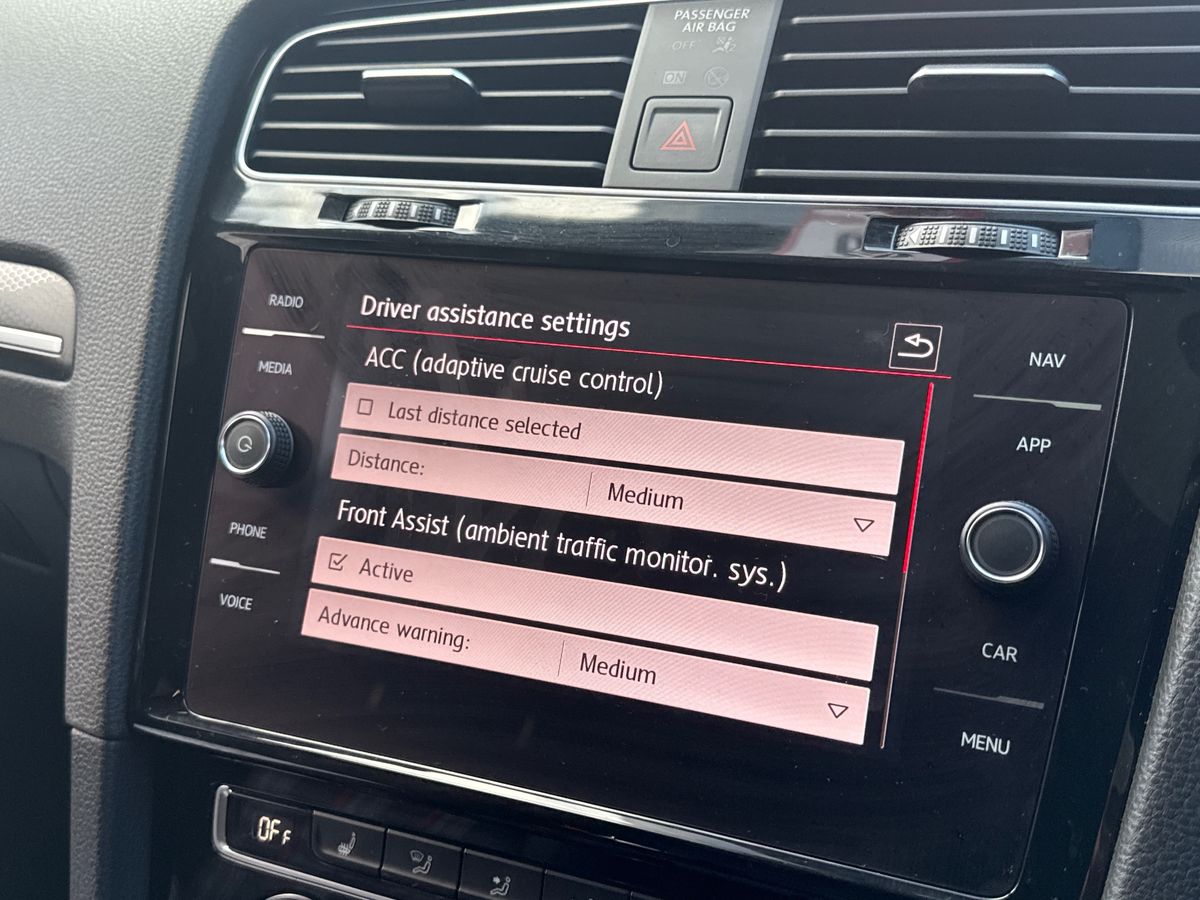 PASSENGER
AIR BAG
OFF
ON
RADIO
MEDIA
PHONE
VOICE
Driver assistance settings
ACC (adaptive cruise control)
Last distance selected
Distance: Medium
Front Assist (ambient traffic monitor. sys.)
Active
Advance warning: Medium
NAV
APP
CAR
MENU
OFF